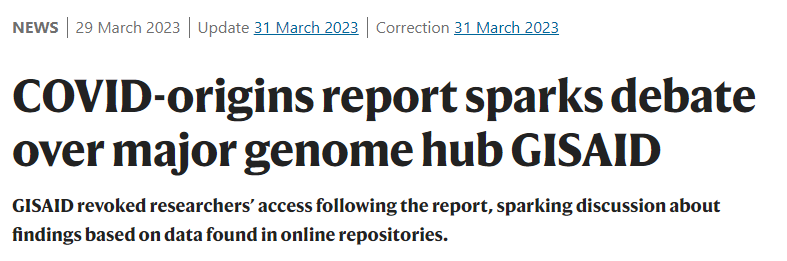 NEWS | 29 March 2023 | Update 31 March 2023 | Correction 31 March 2023
COVID-origins report sparks debate
over major genome hub GISAID
GISAID revoked researchers’ access following the report, sparking discussion about
findings based on data found in online repositories.